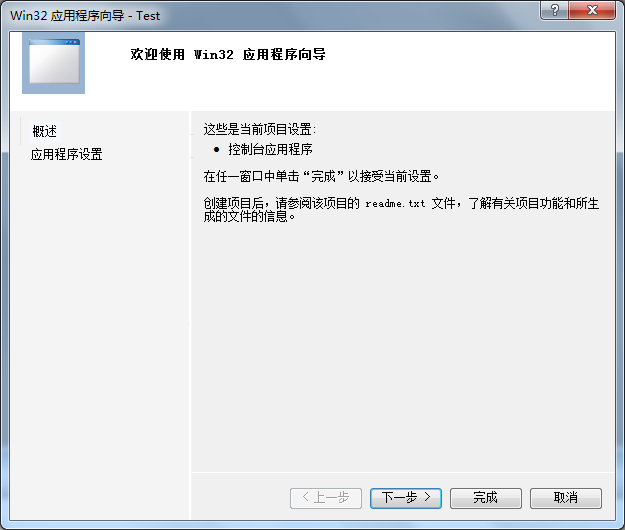 Win32 应用程序向导 - Test
欢迎使用 Win32 应用程序向导
概述
应用程序设置
这些是当前项目设置:
• 控制台应用程序
在任一窗口中单击“完成”以接受当前设置。
创建项目后，请参阅该项目的 readme.txt 文件，了解有关项目功能和所生
成的文件的信息。
< 上一步
下一步 >
完成
取消